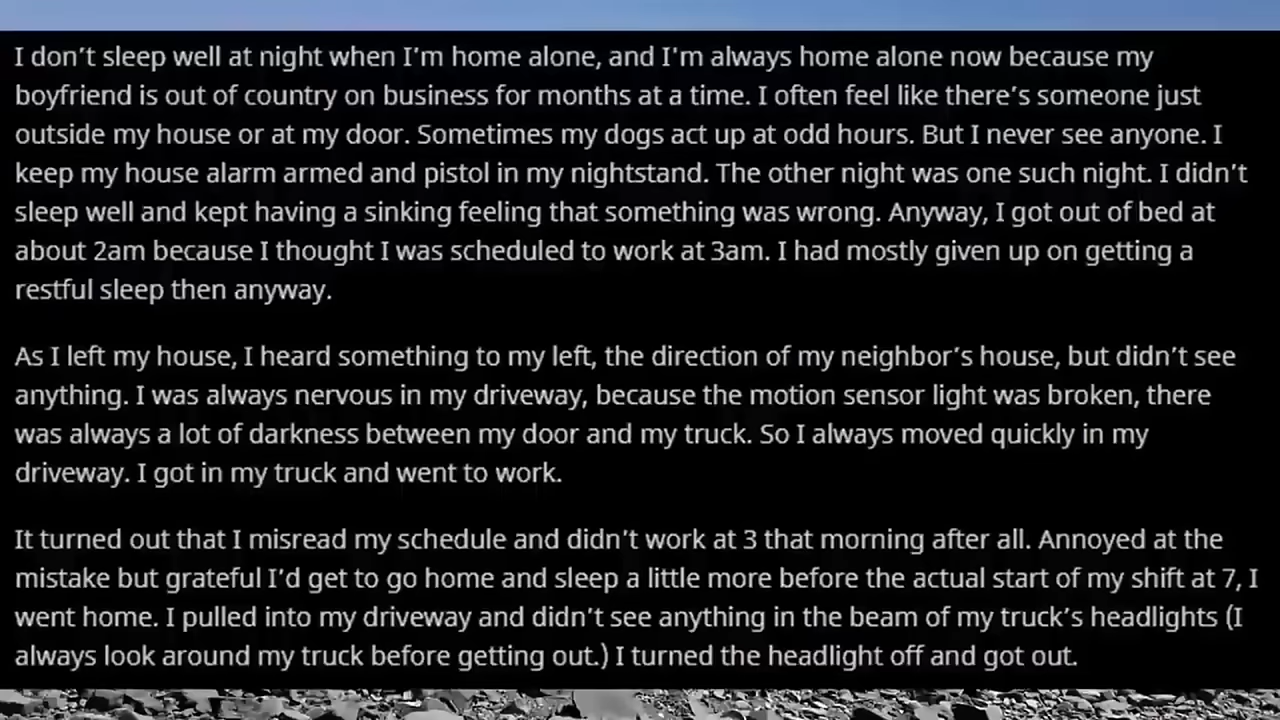 I don’t sleep well at night when I’m home alone, and I'm always home alone now because my
boyfriend is out of country on business for months at a time. I often feel like there’s someone just
outside my house or at my door. Sometimes my dogs act up at odd hours. But I never see anyone. I
keep my house alarm armed and pistol in my nightstand. The other night was one such night. I didn’t
sleep well and kept having a sinking feeling that something was wrong. Anyway, I got out of bed at
about 2am because I thought I was scheduled to work at 3am. I had mostly given up on getting a
restful sleep then anyway.
As I left my house, I heard something to my left, the direction of my neighbor’s house, but didn’t see
anything. I was always nervous in my driveway, because the motion sensor light was broken, there
was always a lot of darkness between my door and my truck. So I always moved quickly in my
driveway. I got in my truck and went to work.
It turned out that I misread my schedule and didn’t work at 3 that morning after all. Annoyed at the
mistake but grateful I’d get to go home and sleep a little more before the actual start of my shift at 7, I
went home. I pulled into my driveway and didn’t see anything in the beam of my truck’s headlights (I
always look around my truck before getting out.) I turned the headlight off and got out.